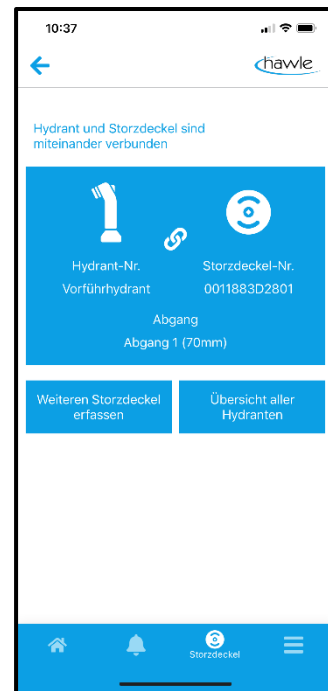 10:37
hawle
Hydrant und Storzdeckel sind
miteinander verbunden
Hydrant-Nr.
Vorführhydrant
Storzdeckel-Nr.
0011883D2801
Abgang
Abgang 1 (70mm)
Weiteren Storzdeckel
erfassen
Übersicht aller
Hydranten
Storzdeckel